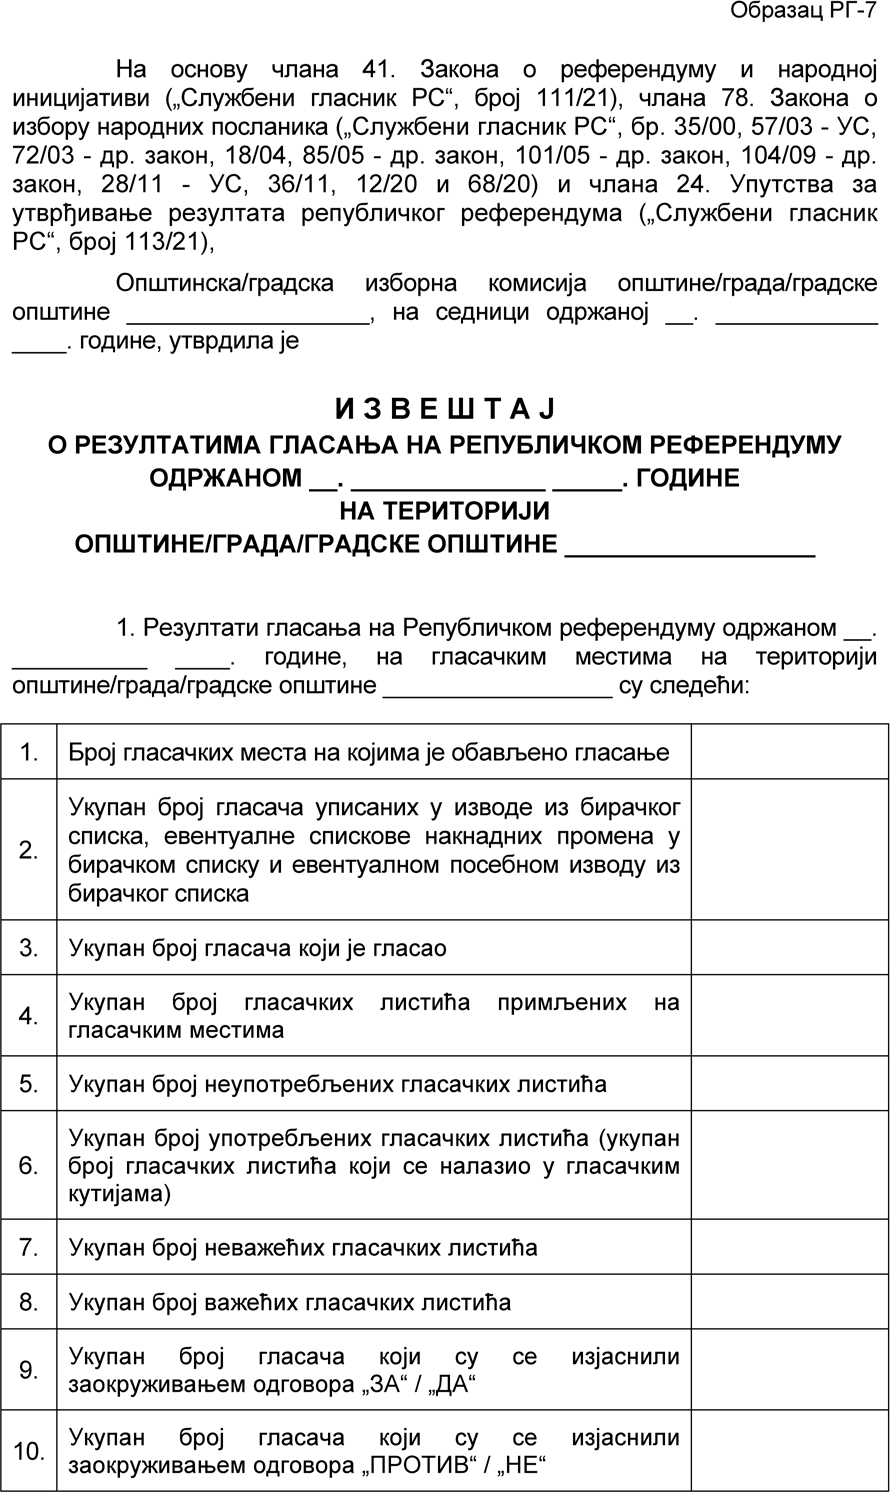 Образац РГ-7
На основу члана 41. Закона о референдуму и народној
иницијативи („Службени гласник РС“, број 111/21), члана 78. Закона о
избору народних посланика („Службени гласник РС“, бр. 35/00, 57/03 - УС,
72/03 - др. закон, 18/04, 85/05 - др. закон, 101/05 - др. закон, 104/09 - др.
закон, 28/11 - УС, 36/11, 12/20 и 68/20) и члана 24. Упутства за
утврђивање резултата републичког референдума („Службени гласник
РС“, број 113/21),
Општинска/градска изборна комисија општине/града/градске
општине __________________, на седници одржаној __. ____________
____. године, утврдила је
И З В Е Ш Т А Ј
О РЕЗУЛТАТИМА ГЛАСАЊА НА РЕПУБЛИЧКОМ РЕФЕРЕНДУМУ
ОДРЖАНОМ __. ______________ _____. ГОДИНЕ
НА ТЕРИТОРИЈИ
ОПШТИНЕ/ГРАДА/ГРАДСКЕ ОПШТИНЕ __________________
1. Резултати гласања на Републичком референдуму одржаном __.
____________ ____. године, на гласачким местима на територији
општине/града/градске општине _________________ су следећи:
1. Број гласачких места на којима је обављено гласање
2. Укупан број гласача уписаних у изводе из бирачког
списка, евентуалне спискове накнадних промена у
бирачком списку и евентуалном посебном изводу из
бирачког списка
3. Укупан број гласача који је гласао
4. Укупан број гласачких листића примљених на
гласачким местима
5. Укупан број неупотребљених гласачких листића
6. Укупан број употребљених гласачких листића (укупан
број гласачких листића који се налазио у гласачким
кутијама)
7. Укупан број неважећих гласачких листића
8. Укупан број важећих гласачких листића
9. Укупан број гласача који су се изјаснили
заокруживањем одговора „ЗА“ / „ДА“
10. Укупан број гласача који су се изјаснили
заокруживањем одговора „ПРОТИВ“ / „НЕ“